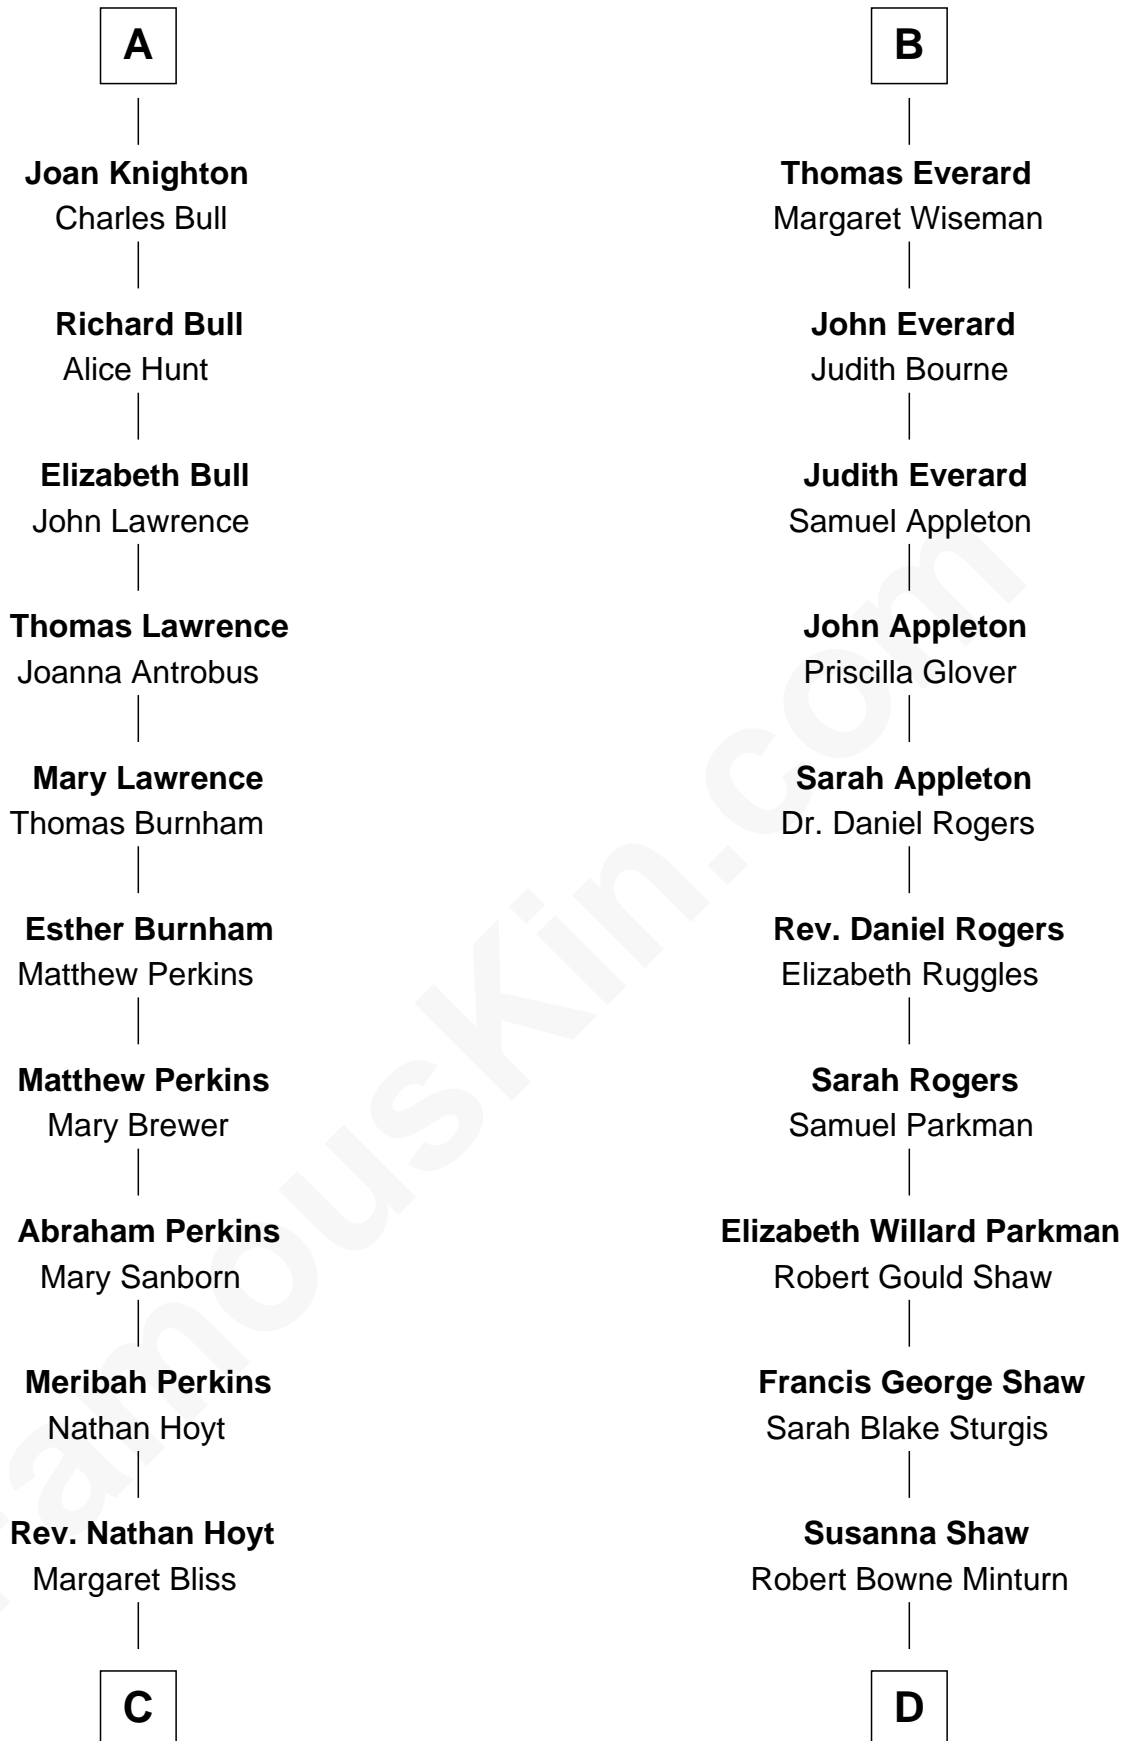 A
Joan Knighton
Charles Bull
Richard Bull
Alice Hunt
Elizabeth Bull
John Lawrence
Thomas Lawrence
Joanna Antrobus
Mary Lawrence
Thomas Burnham
Esther Burnham
Matthew Perkins
Matthew Perkins
Mary Brewer
Abraham Perkins
Mary Sanborn
Meribah Perkins
Nathan Hoyt
Rev. Nathan Hoyt
Margaret Bliss
C
B
Thomas Everard
Margaret Wiseman
John Everard
Judith Bourne
Judith Everard
Samuel Appleton
John Appleton
Priscilla Glover
Sarah Appleton
Dr. Daniel Rogers
Rev. Daniel Rogers
Elizabeth Ruggles
Sarah Rogers
Samuel Parkman
Elizabeth Willard Parkman
Robert Gould Shaw
Francis George Shaw
Sarah Blake Sturgis
Susanna Shaw
Robert Bowne Minturn
D
FamousKin.com